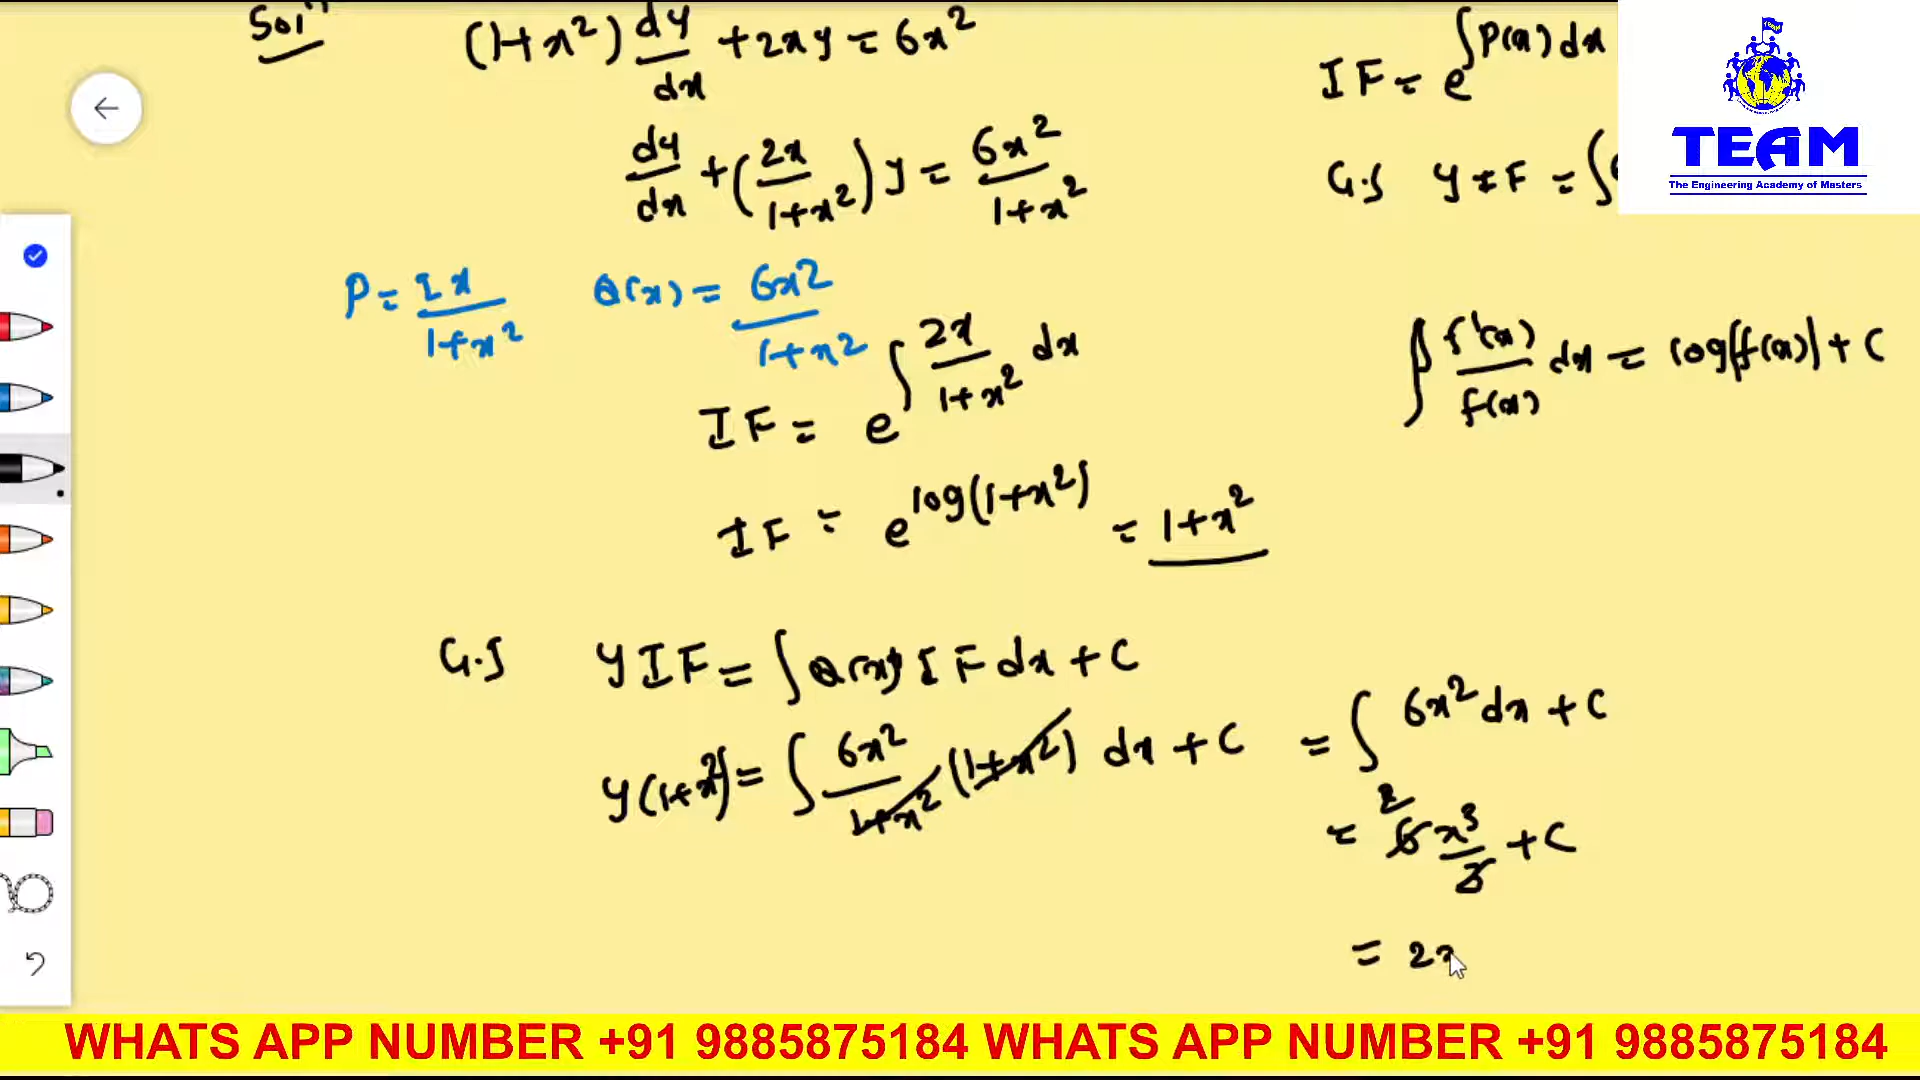 Sol^n
(1+x²) dy/dx + 2xy = 6x²
IF = e^∫P(x)dx
dy/dx + (2x/1+x²) y = 6x²/1+x²
G.S y IF = ∫
TEAM
The Engineering Academy of Masters
P = 2x/1+x² Q(x) = 6x²/1+x²
∫ f'(x)/f(x) dx = log|f(x)| + C
IF = e^∫ 2x/1+x² dx
IF = e^log(1+x²) = 1+x²
G.S y IF = ∫ Q(x) IF dx + C
y(1+x²) = ∫ 6x²/1+x² (1+x²) dx + C = ∫ 6x² dx + C
= 2 6 x³/3 + C
= 2x
WHATS APP NUMBER +91 9885875184 WHATS APP NUMBER +91 9885875184